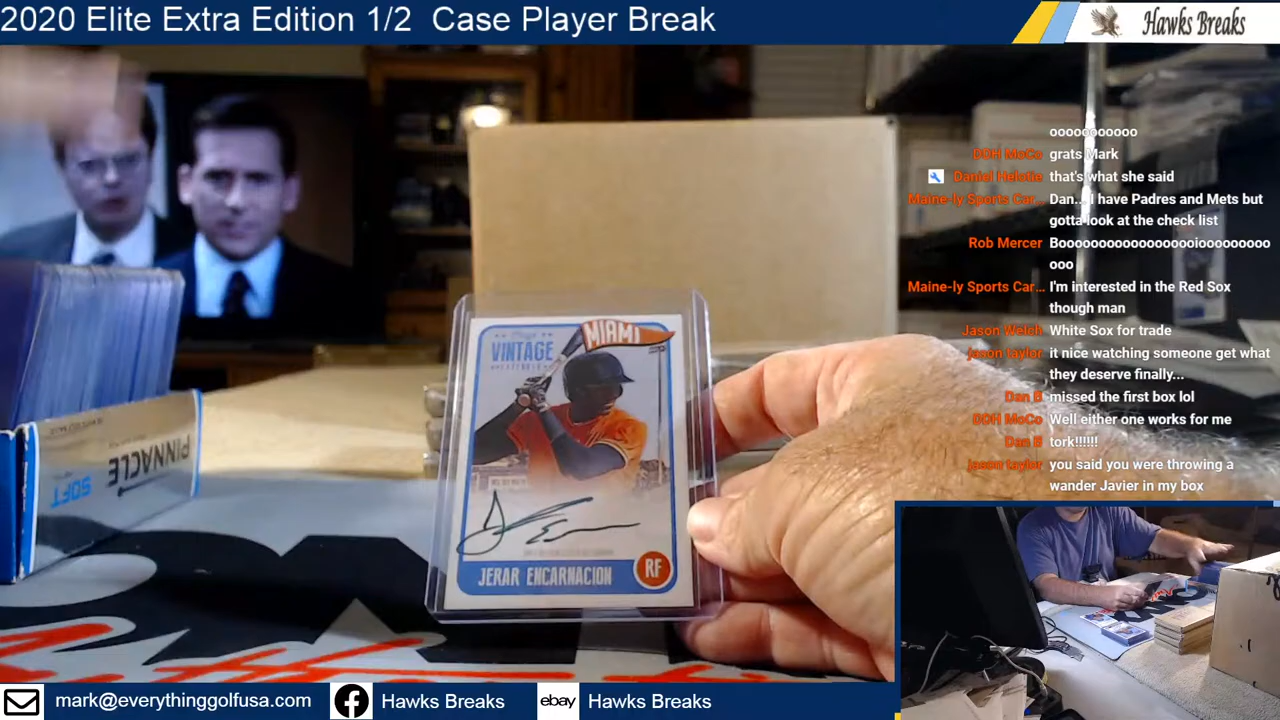 2020 Elite Extra Edition 1/2 Case Player Break
Hawks Breaks
ooooooooooo
DOH MoCo grats Mark
Daniel Helotie that's what she said
Maine-ly Sports Car... Dan... I have Padres and Mets but
gotta look at the check list
Rob Mercer Boooooooooooooooooiooooooooo
ooo
Maine-ly Sports Car... I'm interested in the Red Sox
though man
Jason Welch White Sox for trade
jason taylor it nice watching someone get what
they deserve finally...
Dan B missed the first box lol
DOH MoCo Well either one works for me
Dan B tork!!!!!!
jason taylor you said you were throwing a
wander Javier in my box
VINTAGE
MIAMI
JERAR ENCARNACION
RF
PINNACLE
SOFT
mark@everythinggolfusa.com
Hawks Breaks
ebay
Hawks Breaks